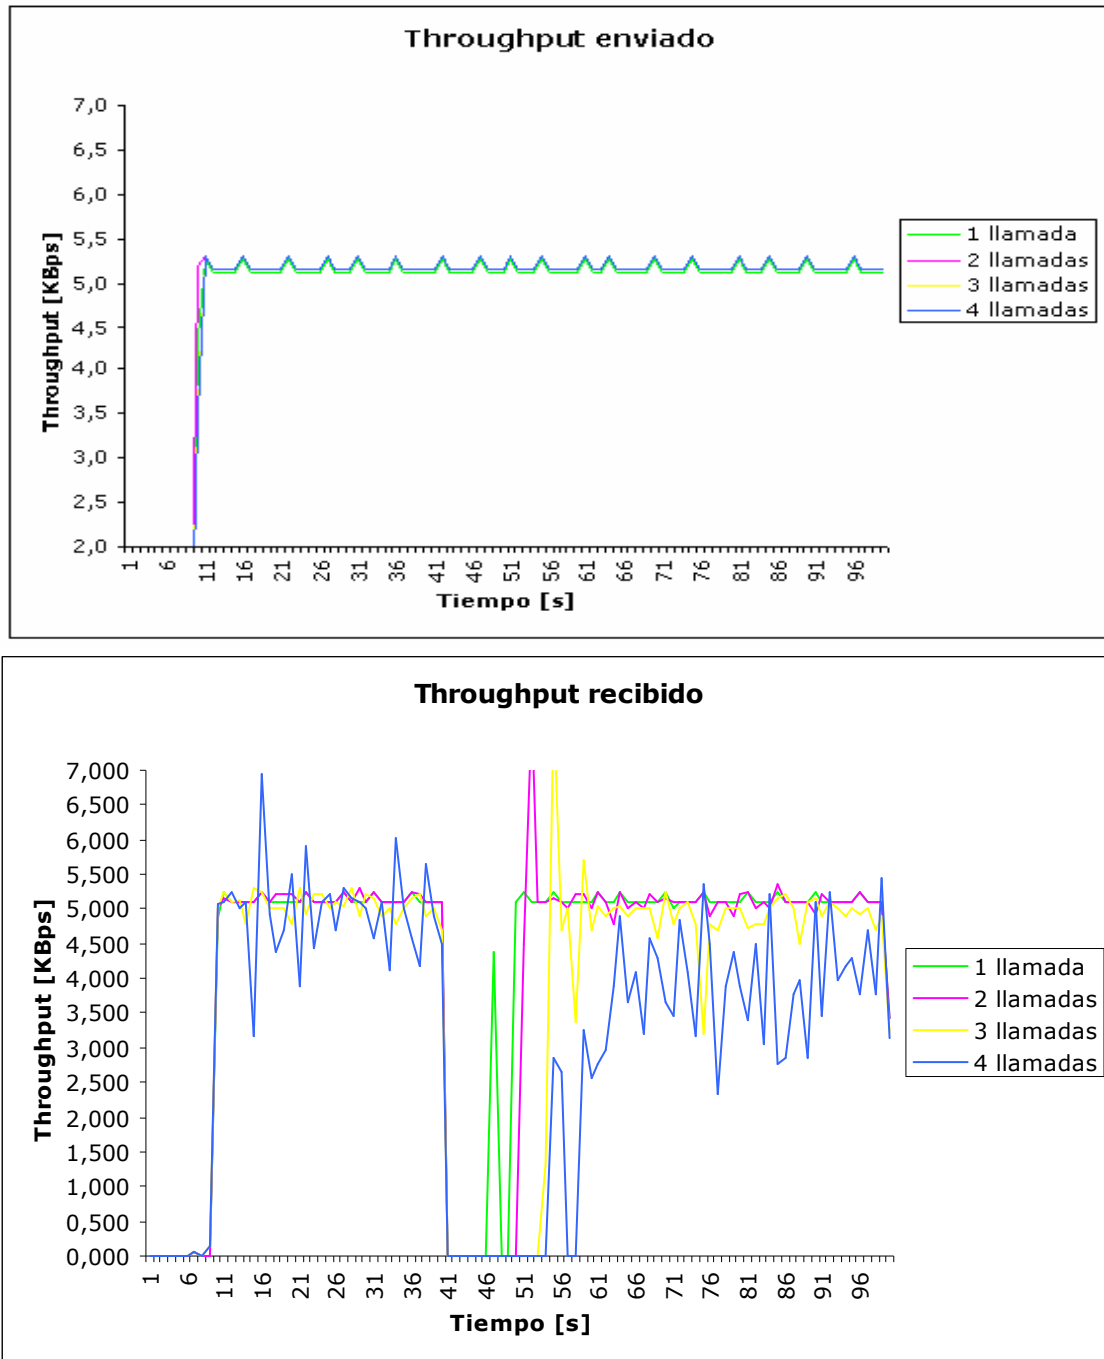 Throughput enviado
7,0
6,5
6,0
5,5
5,0
4,5
4,0
3,5
3,0
2,5
2,0
Throughput [KBps]
1 6 11 16 21 26 31 36 41 46 51 56 61 66 71 76 81 86 91 96
Tiempo [s]
1 llamada
2 llamadas
3 llamadas
4 llamadas
Throughput recibido
7,000
6,500
6,000
5,500
5,000
4,500
4,000
3,500
3,000
2,500
2,000
1,500
1,000
0,500
0,000
Throughput [KBps]
1 6 11 16 21 26 31 36 41 46 51 56 61 66 71 76 81 86 91 96
Tiempo [s]
1 llamada
2 llamadas
3 llamadas
4 llamadas